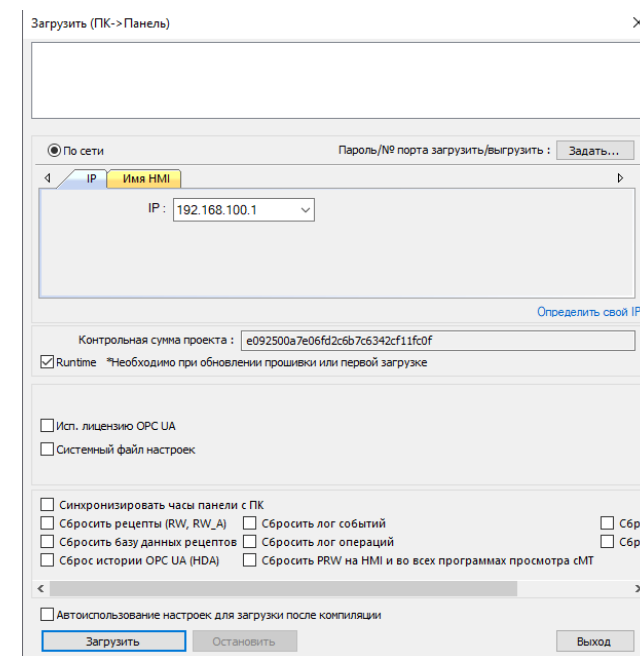 Загрузить (ПК->Панель)
По сети
Пароль/№ порта загрузить/выгрузить : Задать...
IP Имя HMI
IP : 192.168.100.1
Определить свой IP
Контрольная сумма проекта : e092500a7e06fd2c6b7c6342cf11fc0f
Runtime *Необходимо при обновлении прошивки или первой загрузке
Исп. лицензию OPC UA
Системный файл настроек
Синхронизировать часы панели с ПК
Сбросить рецепты (RW, RW_A) Сбросить лог событий Сбр
Сбросить базу данных рецептов Сбросить лог операций Сбр
Сброс истории OPC UA (HDA) Сбросить PRW на HMI и во всех программах просмотра cMT
Автоиспользование настроек для загрузки после компиляции
Загрузить Остановить Выход